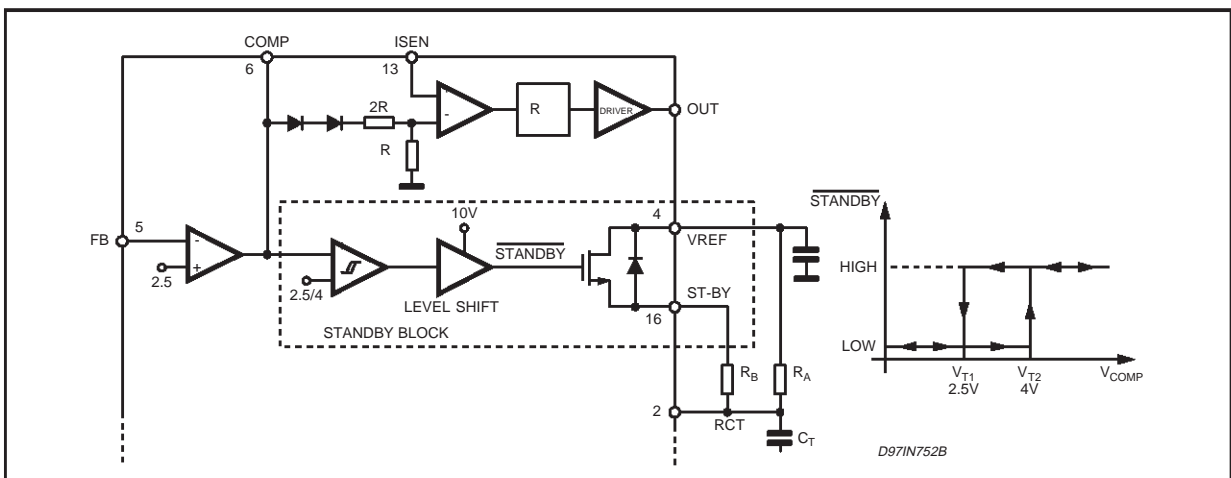 COMP
ISEN
6
13
2R
+
-
R
DRIVER
OUT
R
FB
5
-
+
2.5
10V
4
VREF
STANDBY
2.5/4
LEVEL SHIFT
ST-BY
16
STANDBY BLOCK
RB
RA
2
RCT
CT
STANDBY
HIGH
LOW
VT1
VT2
VCOMP
2.5V
4V
D97IN752B